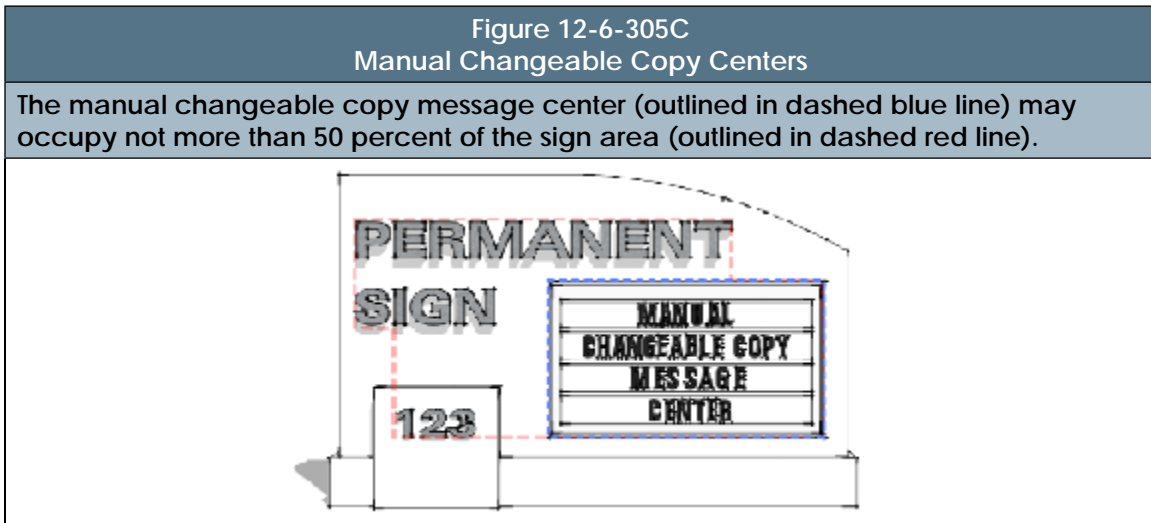 Figure 12-6-305C
Manual Changeable Copy Centers
The manual changeable copy message center (outlined in dashed blue line) may
occupy not more than 50 percent of the sign area (outlined in dashed red line).
PERMANENT
SIGN
MANUAL
CHANGEABLE COPY
MESSAGE
CENTER
123